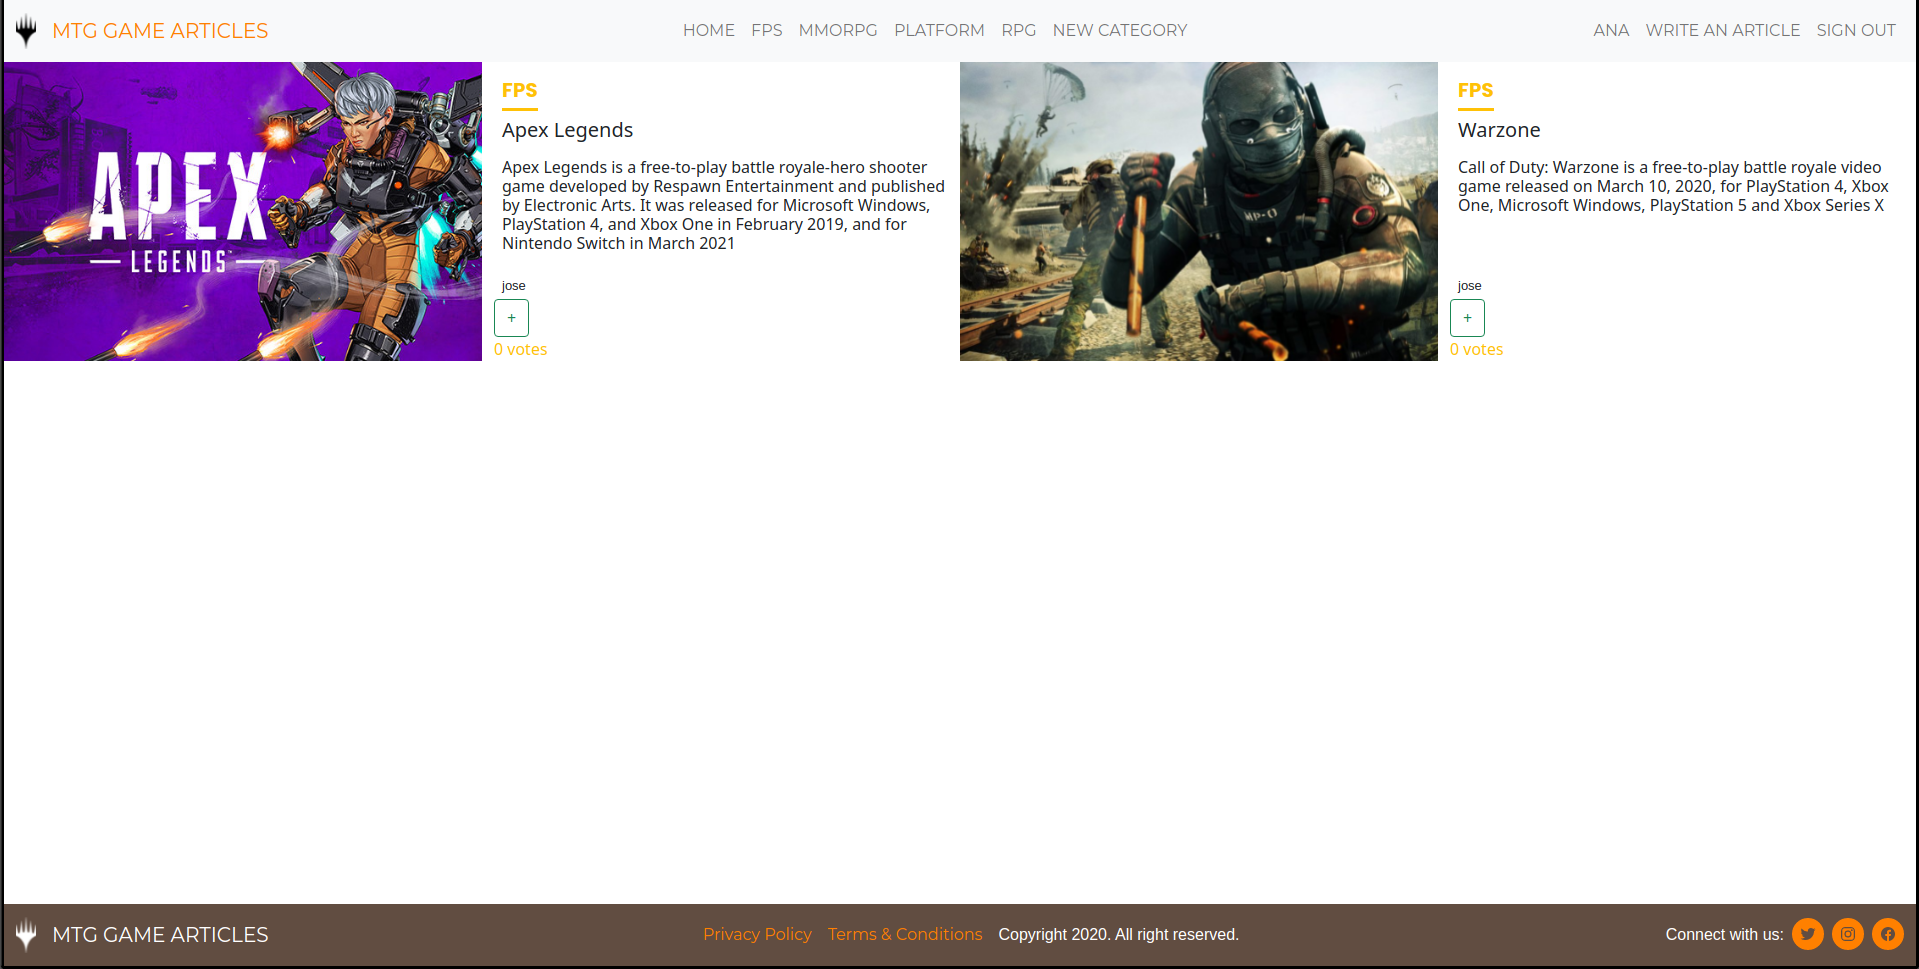 MTG GAME ARTICLES
HOME FPS MMORPG PLATFORM RPG NEW CATEGORY
ANA WRITE AN ARTICLE SIGN OUT
APEX
LEGENDS
FPS
Apex Legends
Apex Legends is a free-to-play battle royale-hero shooter
game developed by Respawn Entertainment and published
by Electronic Arts. It was released for Microsoft Windows,
PlayStation 4, and Xbox One in February 2019, and for
Nintendo Switch in March 2021
jose
+
0 votes
MP-0
FPS
Warzone
Call of Duty: Warzone is a free-to-play battle royale video
game released on March 10, 2020, for PlayStation 4, Xbox
One, Microsoft Windows, PlayStation 5 and Xbox Series X
jose
+
0 votes
MTG GAME ARTICLES
Privacy Policy Terms & Conditions Copyright 2020. All right reserved.
Connect with us: